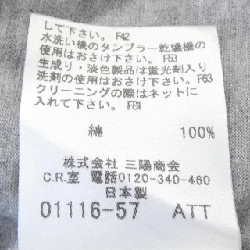 して下さい。F42
水洗い後のタンブラー乾燥機の
使用はおさけ下さい。F53
生成り・淡色製品は蛍光剤入り
洗剤の使用はおさけ下さい。F63
クリーニングの際はネットに
入れて下さい。F81
綿 100%
株式会社 三陽商会
C.R.室 電話0120-340-460
日本製
01116-57 ATT